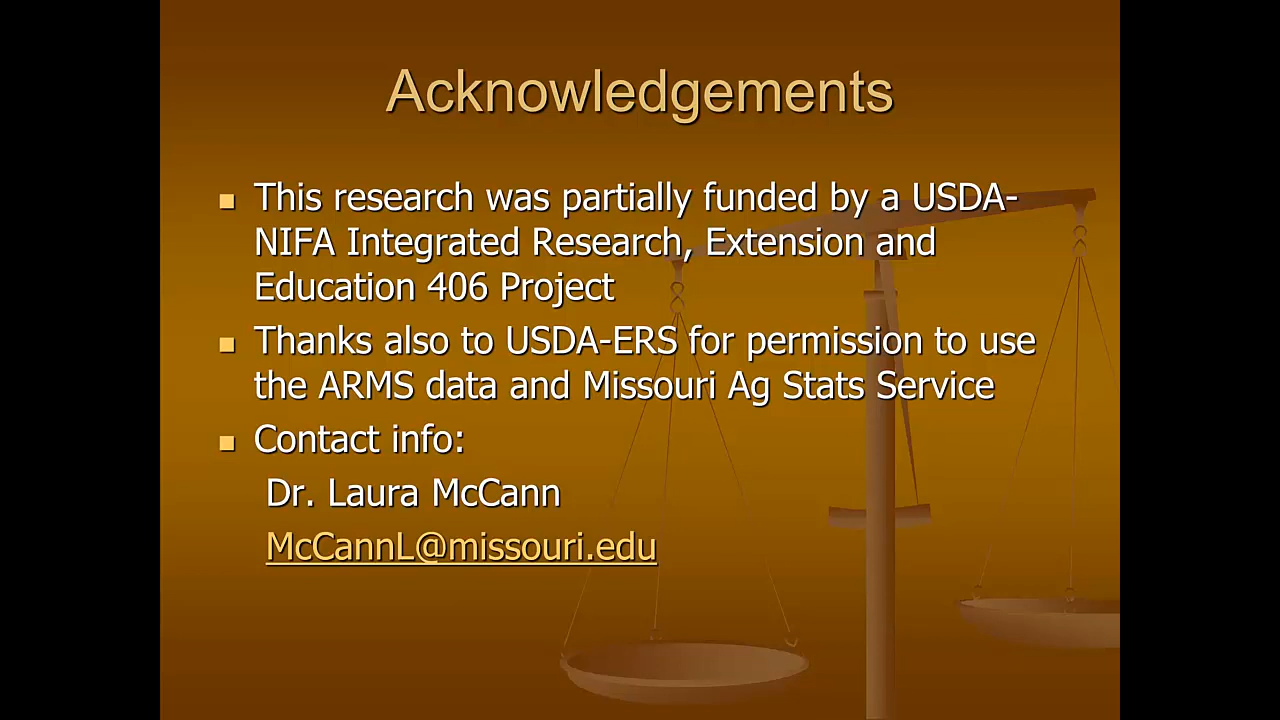 Acknowledgements
This research was partially funded by a USDA-
NIFA Integrated Research, Extension and
Education 406 Project
Thanks also to USDA-ERS for permission to use
the ARMS data and Missouri Ag Stats Service
Contact info:
Dr. Laura McCann
McCannL@missouri.edu